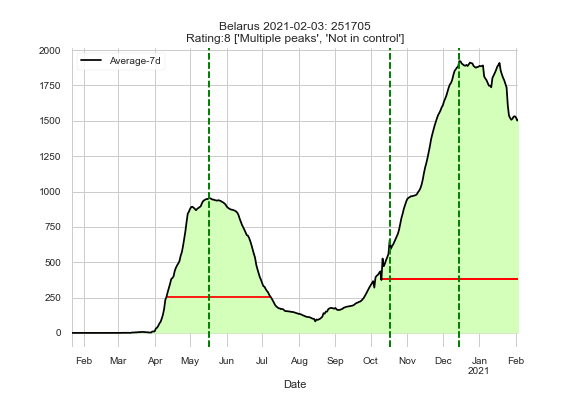 Belarus 2021-02-03: 251705
Rating:8 ['Multiple peaks', 'Not in control']
Average-7d
2000
1750
1500
1250
1000
750
500
250
0
Feb Mar Apr May Jun Jul Aug Sep Oct Nov Dec Jan Feb
2021
Date